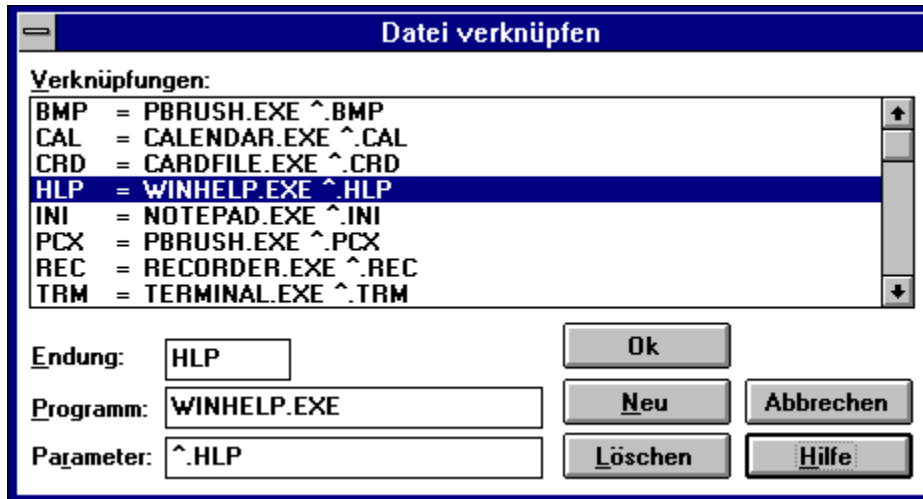 Datei verknüpfen
Verknüpfungen:
BMP = PBRUSH.EXE ^.BMP
CAL = CALENDAR.EXE ^.CAL
CRD = CARDFILE.EXE ^.CRD
HLP = WINHELP.EXE ^.HLP
INI = NOTEPAD.EXE ^.INI
PCX = PBRUSH.EXE ^.PCX
REC = RECORDER.EXE ^.REC
TRM = TERMINAL.EXE ^.TRM
Endung: HLP Ok
Programm: WINHELP.EXE Neu Abbrechen
Parameter: ^.HLP Löschen Hilfe